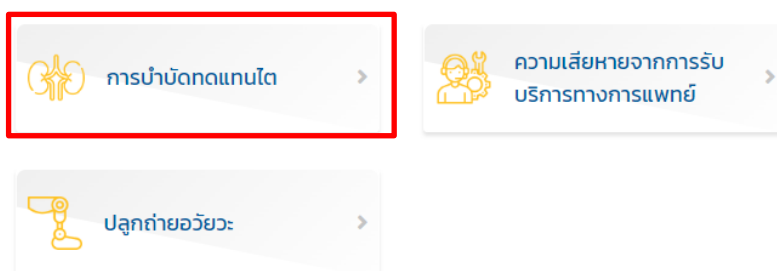 การบำบัดทดแทนไต
ความเสียหายจากการรับ
บริการทางการแพทย์
ปลูกถ่ายอวัยวะ